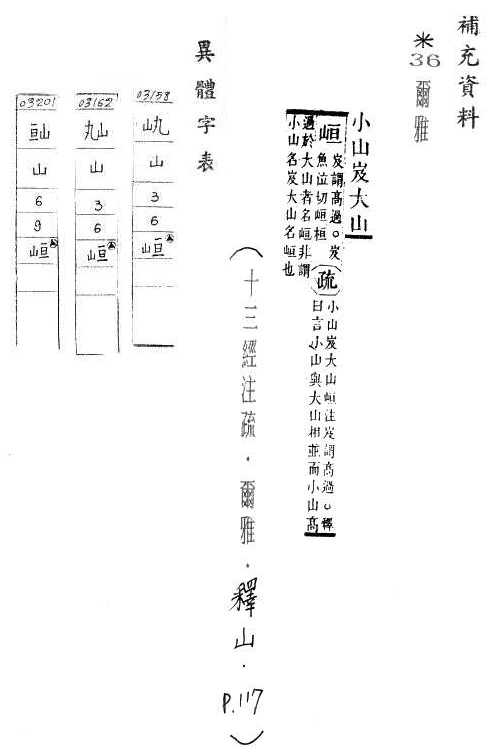 補充資料
*36 爾雅
小山岌大山
峘 岌謂高過○岌
魚泣切峘桓
疏
小山岌大山峘注岌謂高過○釋
曰言小山與大山相並而小山高
過於大山者名峘非謂
小山名岌大山名峘也
(十三經注疏．爾雅．釋山．P.117)
異體字表
03158
山
3
6
峘
03162
山
3
6
峘
03201
山
6
9
峘